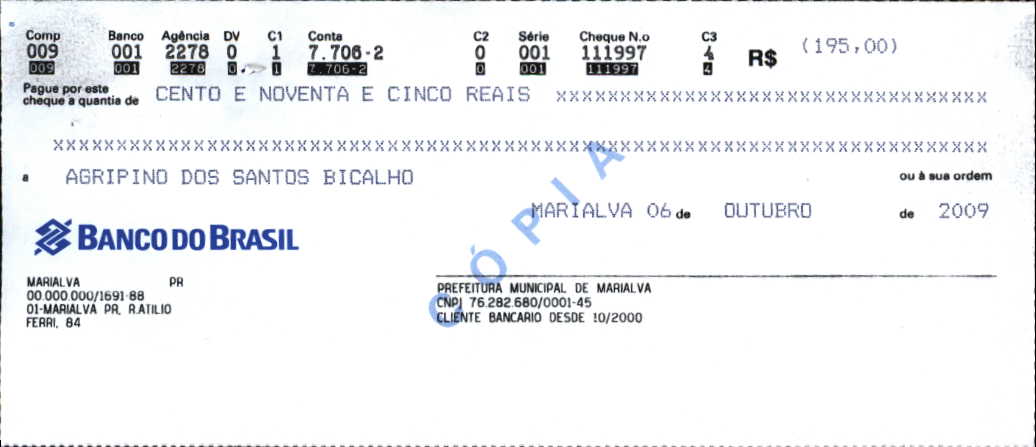 Comp Banco Agência DV C1 Conta C2 Série Cheque N.o C3
009 001 2278 0 1 7.706-2 0 001 111997 4 R$ (195,00)
009 001 2278 0 1 7.706-2 0 001 111997 4
Pague por este
cheque a quantia de CENTO E NOVENTA E CINCO REAIS XXXXXXXXXXXXXXXXXXXXXXXXXXXXXXXXXX
XXXXXXXXXXXXXXXXXXXXXXXXXXXXXXXXXXXXXXXXXXXXXXXXXXXXXXXXXXXXXXXXXXXXXXXXX
a AGRIPINO DOS SANTOS BICALHO ou à sua ordem
MARIALVA 06 de OUTUBRO de 2009
BANCO DO BRASIL
CÓPIA
MARIALVA PR
00.000.000/1691-88
01-MARIALVA PR, R.ATILIO
FERRI, 84
PREFEITURA MUNICIPAL DE MARIALVA
CNPJ 76.282.680/0001-45
CLIENTE BANCARIO DESDE 10/2000